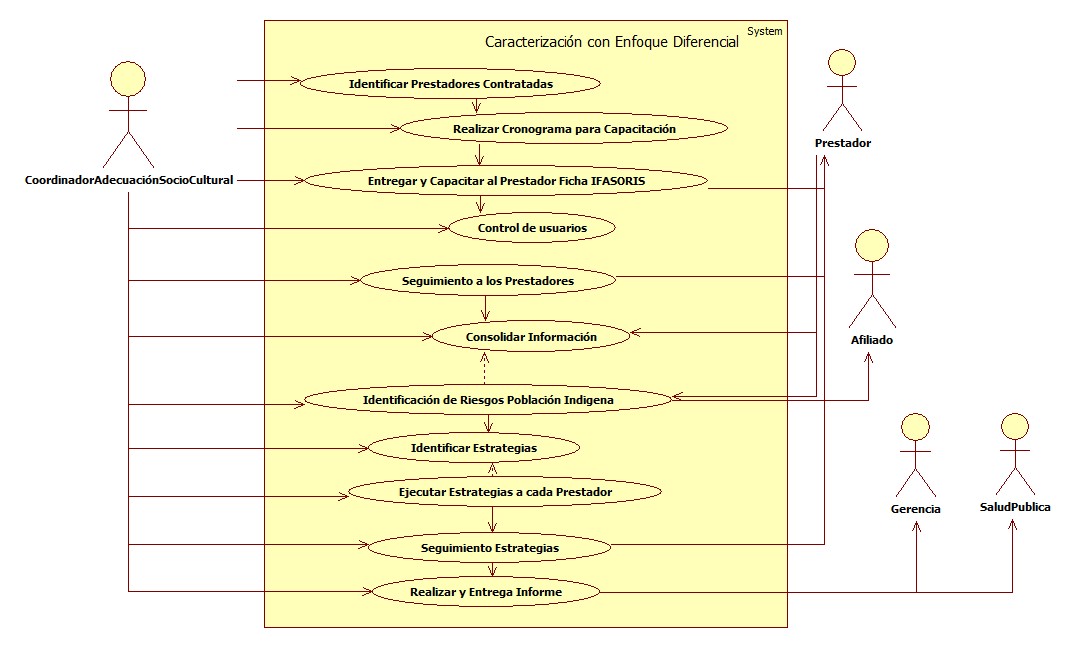 System
Caracterización con Enfoque Diferencial
Identificar Prestadores Contratadas
Realizar Cronograma para Capacitación
Prestador
CoordinadorAdecuaciónSocioCultural
Entregar y Capacitar al Prestador Ficha IFASORIS
Control de usuarios
Seguimiento a los Prestadores
Consolidar Información
Afiliado
Identificación de Riesgos Población Indigena
Identificar Estrategias
Ejecutar Estrategias a cada Prestador
Gerencia
SaludPublica
Seguimiento Estrategias
Realizar y Entrega Informe